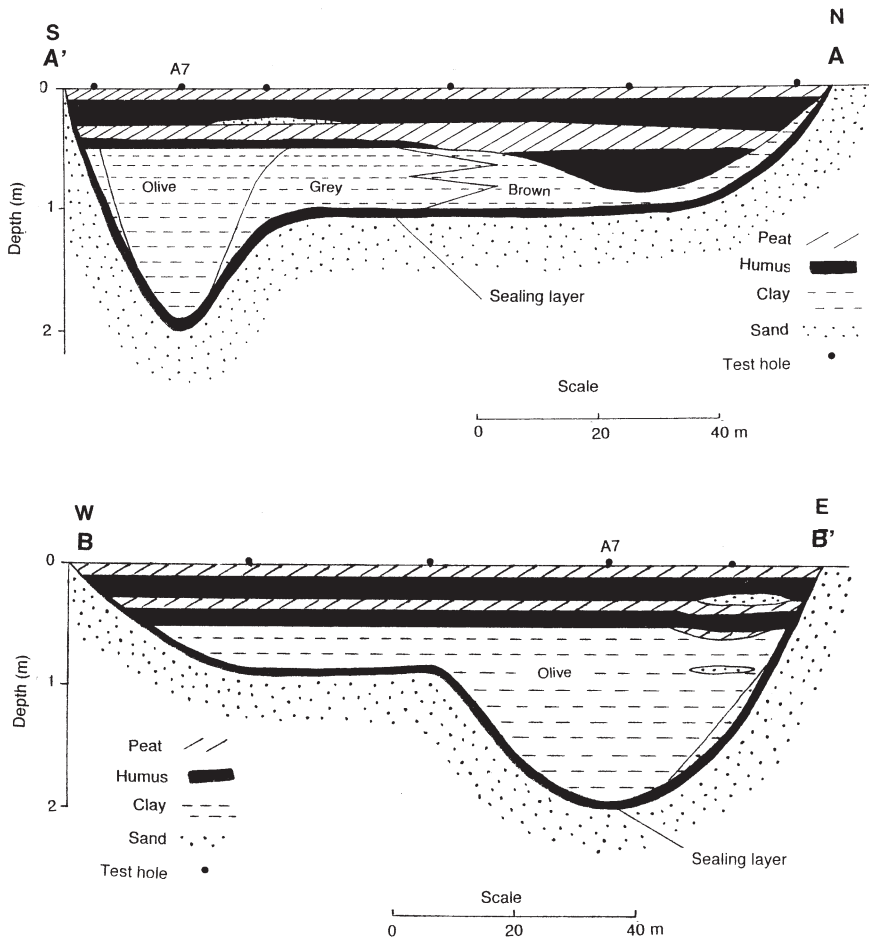 S
N
A'
A
A7
0
Olive
Grey
Brown
Depth (m)
1
Sealing layer
2
Peat
Humus
Clay
Sand
Test hole
Scale
0 20 40 m
W
E
B
B'
A7
0
Olive
Depth (m)
1
2
Peat
Humus
Clay
Sand
Test hole
Sealing layer
Scale
0 20 40 m